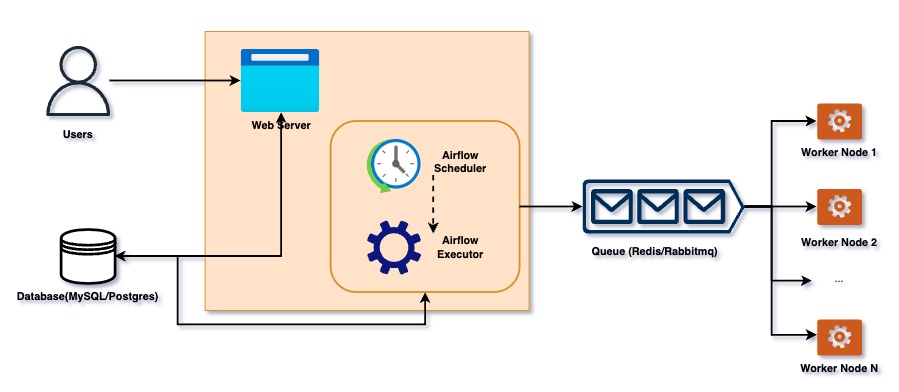 Users
Web Server
Airflow
Scheduler
Airflow
Executor
Database(MySQL/Postgres)
Queue (Redis/Rabbitmq)
Worker Node 1
Worker Node 2
...
Worker Node N